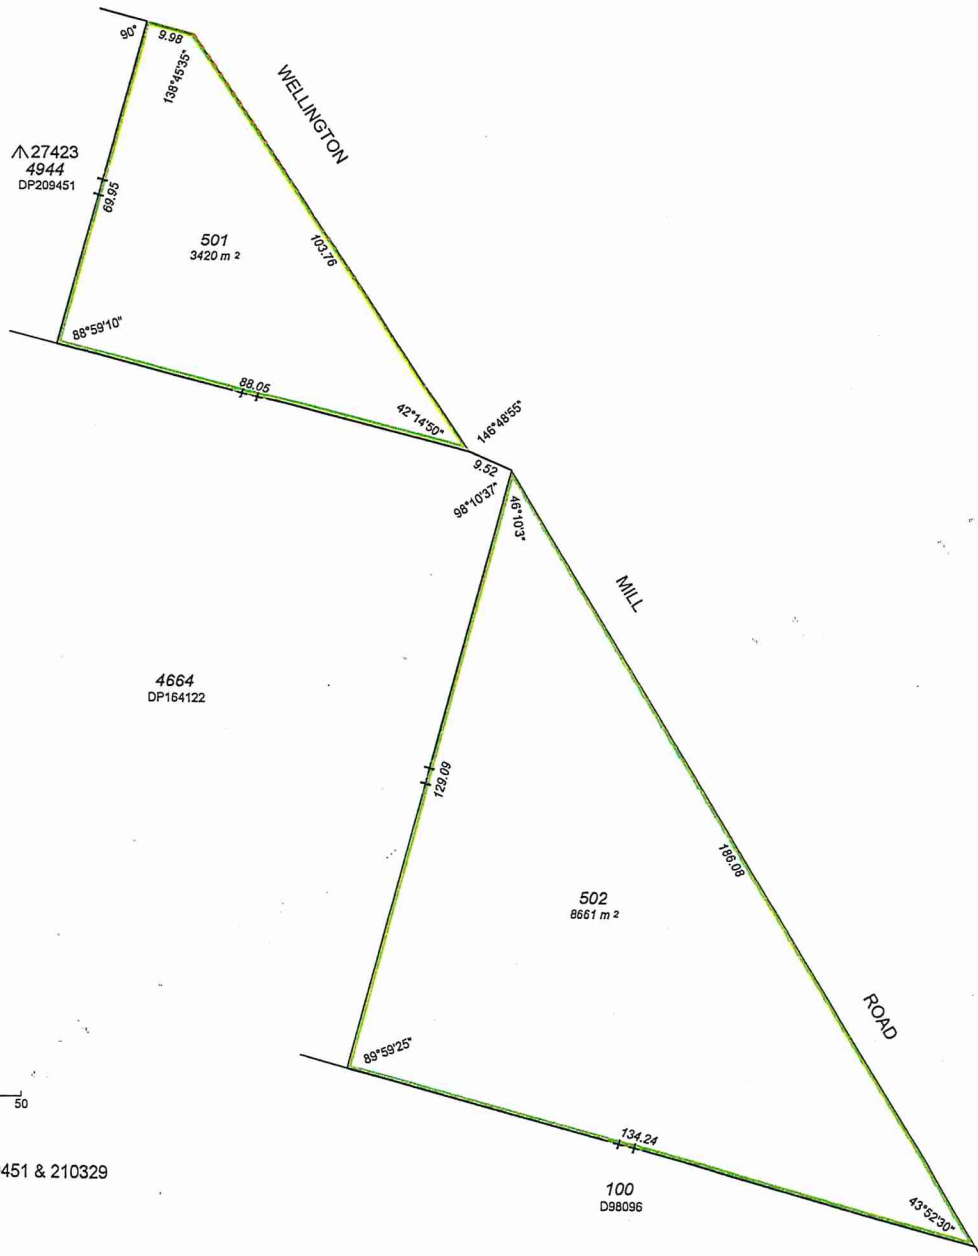 90°
9.98
138°45'35"
WELLINGTON
27423
4944
DP209451
69.95
501
3420 m²
103.76
88°59'10"
88.05
42°14'50"
146°48'55"
9.52
98°10'37"
46°10'3"
MILL
4664
DP164122
129.09
186.08
502
8661 m²
ROAD
89°59'25"
50
134.24
451 & 210329
100
D98096
43°52'30"